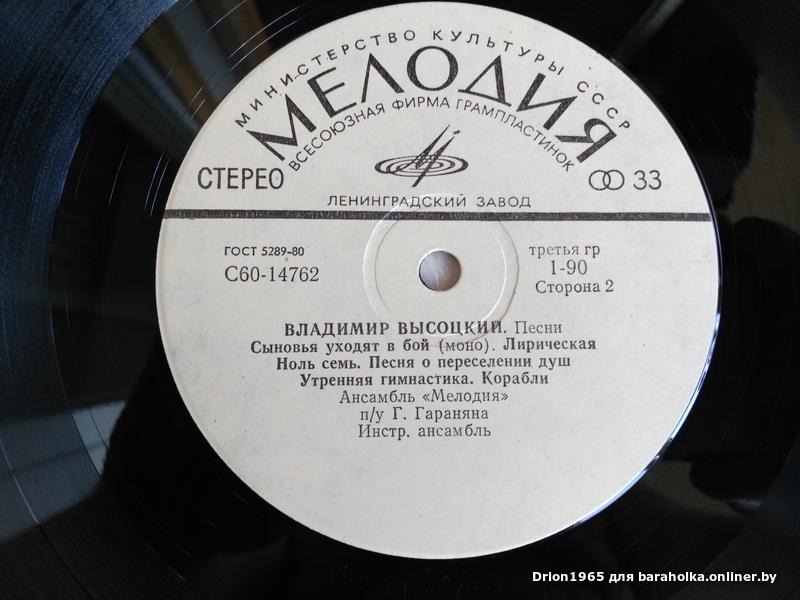 МИНИСТЕРСТВО КУЛЬТУРЫ СССР
МЕЛОДИЯ
ВСЕСОЮЗНАЯ ФИРМА ГРАМПЛАСТИНОК
СТЕРЕО
33
ЛЕНИНГРАДСКИЙ ЗАВОД
ГОСТ 5289-80
С60-14762
третья гр
1-90
Сторона 2
ВЛАДИМИР ВЫСОЦКИЙ. Песни
Сыновья уходят в бой (моно). Лирическая
Ноль семь. Песня о переселении душ
Утренняя гимнастика. Корабли
Ансамбль «Мелодия»
п/у Г. Гараняна
Инстр. ансамбль
Drion1965 для baraholka.onliner.by